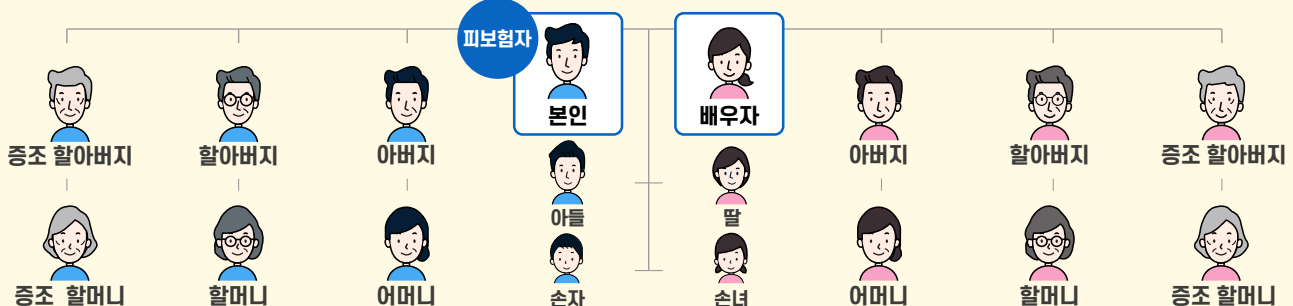 피보험자
본인
배우자
증조 할아버지
할아버지
아버지
아버지
할아버지
증조 할아버지
아들
딸
증조 할머니
할머니
어머니
손자
손녀
어머니
할머니
증조 할머니